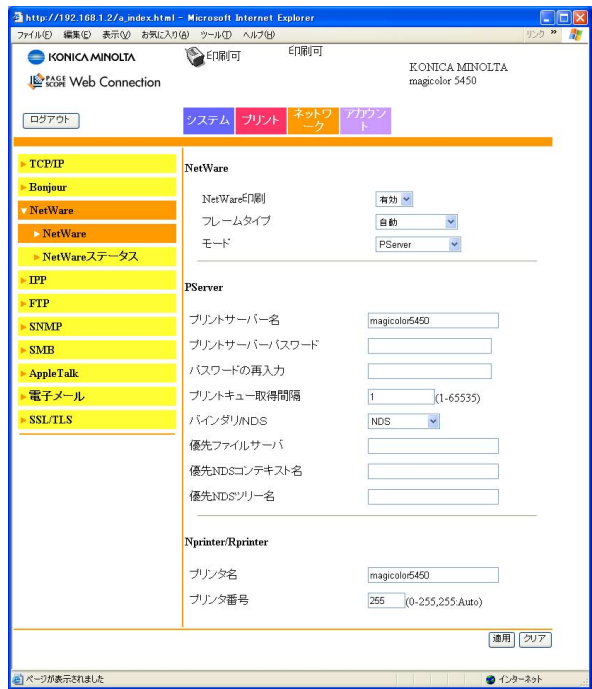 http://192.168.1.2/a_index.html - Microsoft Internet Explorer
ファイル(F) 編集(E) 表示(V) お気に入り(A) ツール(T) ヘルプ(H) リンク »
KONICA MINOLTA
PAGE SCOPE Web Connection
印刷可 印刷可
KONICA MINOLTA
magicolor 5450
ログアウト
システム プリント ネットワーク アカウント
TCP/IP
Bonjour
NetWare
NetWare
NetWareステータス
IPP
FTP
SNMP
SMB
AppleTalk
電子メール
SSL/TLS
NetWare
NetWare印刷 有効
フレームタイプ 自動
モード PServer
PServer
プリントサーバー名 magicolor5450
プリントサーバーパスワード
パスワードの再入力
プリントキュー取得間隔 1 (1-65535)
バインダリ/NDS NDS
優先ファイルサーバ
優先NDSコンテキスト名
優先NDSツリー名
Nprinter/Rprinter
プリンタ名 magicolor5450
プリンタ番号 255 (0-255,255:Auto)
適用 クリア
ページが表示されました インターネット